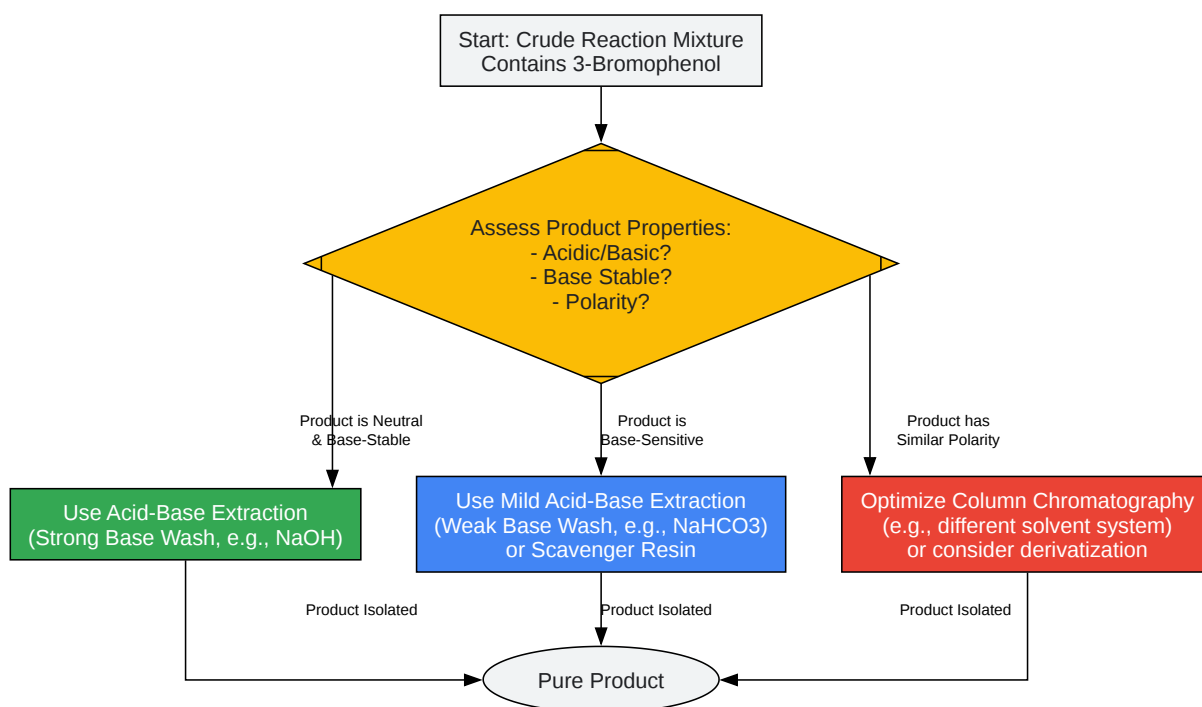 Start: Crude Reaction Mixture
Contains 3-Bromophenol
Assess Product Properties:
- Acidic/Basic?
- Base Stable?
- Polarity?
Product is Neutral
& Base-Stable
Product is
Base-Sensitive
Product has
Similar Polarity
Use Acid-Base Extraction
(Strong Base Wash, e.g., NaOH)
Use Mild Acid-Base Extraction
(Weak Base Wash, e.g., NaHCO3)
or Scavenger Resin
Optimize Column Chromatography
(e.g., different solvent system)
or consider derivatization
Product Isolated
Product Isolated
Product Isolated
Pure Product